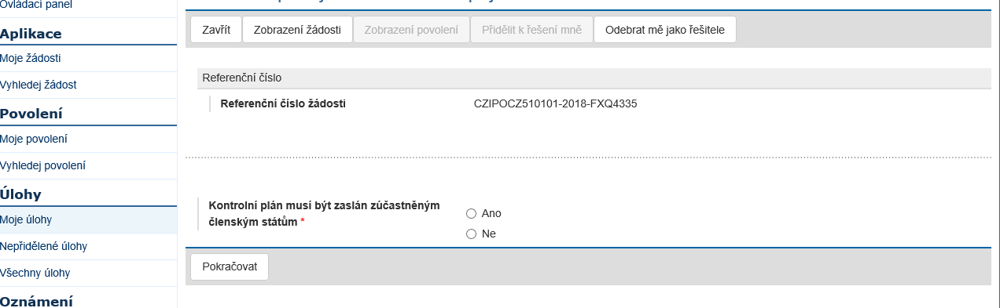 Ovládací panel
Aplikace
Moje žádosti
Vyhledej žádost
Povolení
Moje povolení
Vyhledej povolení
Úlohy
Moje úlohy
Nepřidělené úlohy
Všechny úlohy
Oznámení
Zavřít Zobrazení žádosti Zobrazení povolení Přidělit k řešení mně Odebrat mě jako řešitele
Referenční číslo
Referenční číslo žádosti CZIPOCZ510101-2018-FXQ4335
Kontrolní plán musí být zaslán zúčastněným
členským státům *
Ano
Ne
Pokračovat